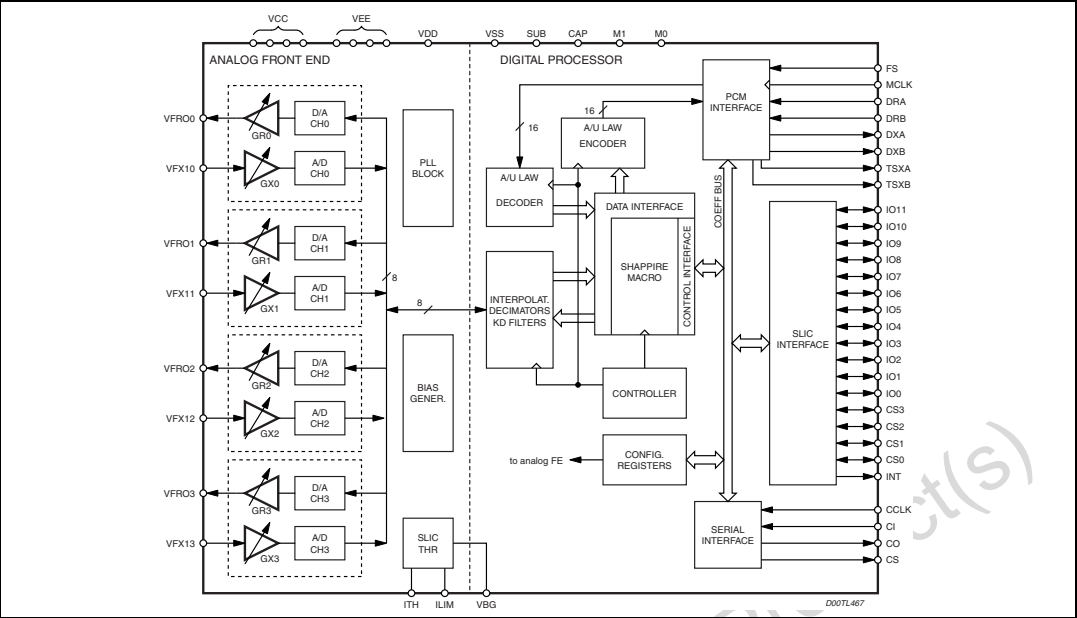 VCC
VEE
VDD
VSS
SUB
CAP
M1
M0
ANALOG FRONT END
DIGITAL PROCESSOR
VFRO0
GR0
D/A
CH0
VFX10
GX0
A/D
CH0
VFRO1
GR1
D/A
CH1
VFX11
GX1
A/D
CH1
VFRO2
GR2
D/A
CH2
VFX12
GX2
A/D
CH2
VFRO3
GR3
D/A
CH3
VFX13
GX3
A/D
CH3
PLL
BLOCK
8
8
BIAS
GENER.
SLIC
THR
ITH
ILIM
VBG
16
16
A/U LAW
ENCODER
A/U LAW
DECODER
DATA INTERFACE
SHAPPIRE
MACRO
CONTROL INTERFACE
INTERPOLAT.
DECIMATORS
KD FILTERS
CONTROLLER
to analog FE
CONFIG.
REGISTERS
COEFF BUS
PCM
INTERFACE
SLIC
INTERFACE
SERIAL
INTERFACE
FS
MCLK
DRA
DRB
DXA
DXB
TSXA
TSXB
IO11
IO10
IO9
IO8
IO7
IO6
IO5
IO4
IO3
IO2
IO1
IO0
CS3
CS2
CS1
CS0
INT
CCLK
CI
CO
CS
D00TL467
ct(s)